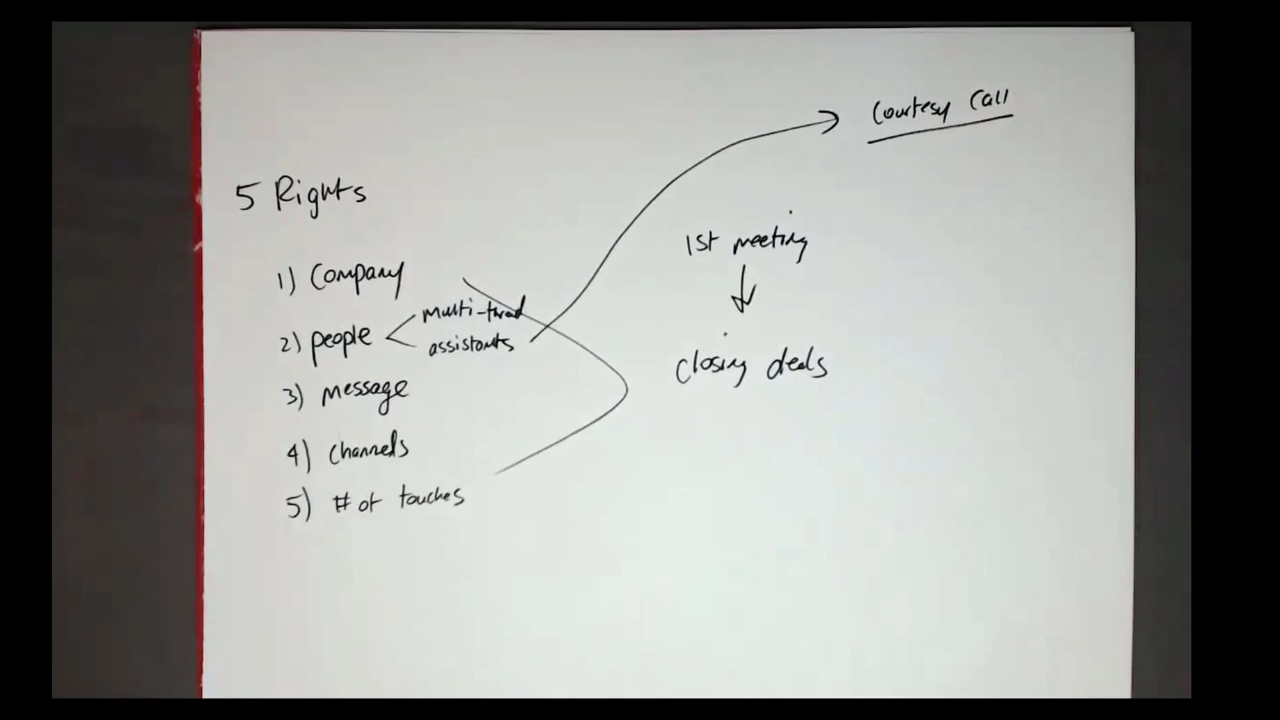 Courtesy Call
5 Rights
1st meeting
1) Company
2) people
multi-thread
assistants
closing deals
3) message
4) channels
5) # of touches